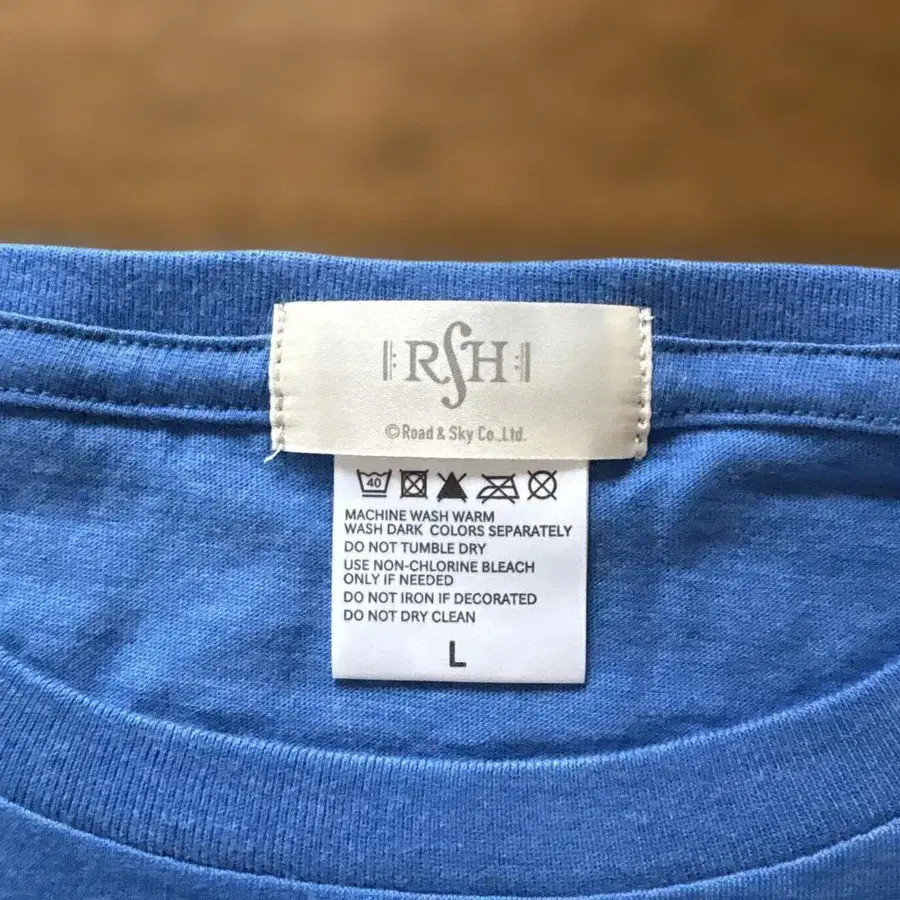 RSH
©Road & Sky Co.,Ltd.
40
MACHINE WASH WARM
WASH DARK COLORS SEPARATELY
DO NOT TUMBLE DRY
USE NON-CHLORINE BLEACH
ONLY IF NEEDED
DO NOT IRON IF DECORATED
DO NOT DRY CLEAN
L